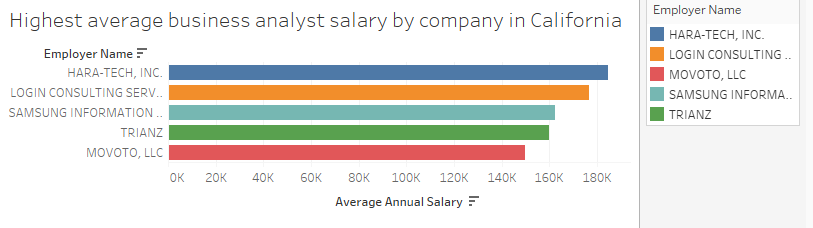 Highest average business analyst salary by company in California
Employer Name
HARA-TECH, INC.
LOGIN CONSULTING SERV..
SAMSUNG INFORMATION ..
TRIANZ
MOVOTO, LLC
0K 20K 40K 60K 80K 100K 120K 140K 160K 180K
Average Annual Salary
Employer Name
HARA-TECH, INC.
LOGIN CONSULTING ..
MOVOTO, LLC
SAMSUNG INFORMA..
TRIANZ